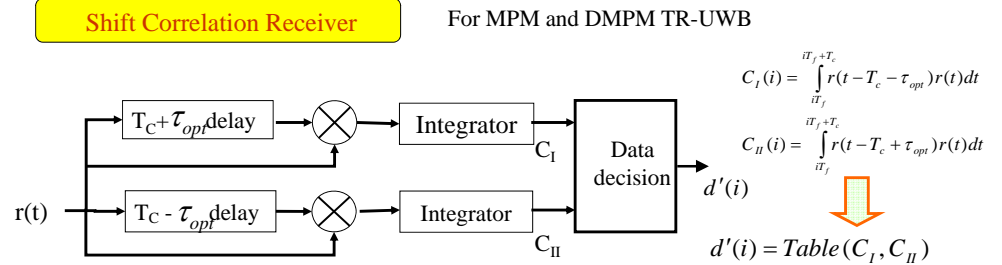 Shift Correlation Receiver
For MPM and DMPM TR-UWB
T_C+τ_opt delay
Integrator
C_I
T_C - τ_opt delay
Integrator
C_II
r(t)
Data
decision
d'(i)
C_I(i) = ∫_{iT_f}^{iT_f+T_c} r(t − T_c − τ_opt) r(t)dt
C_II(i) = ∫_{iT_f}^{iT_f+T_c} r(t − T_c + τ_opt) r(t)dt
d'(i) = Table(C_I, C_II)